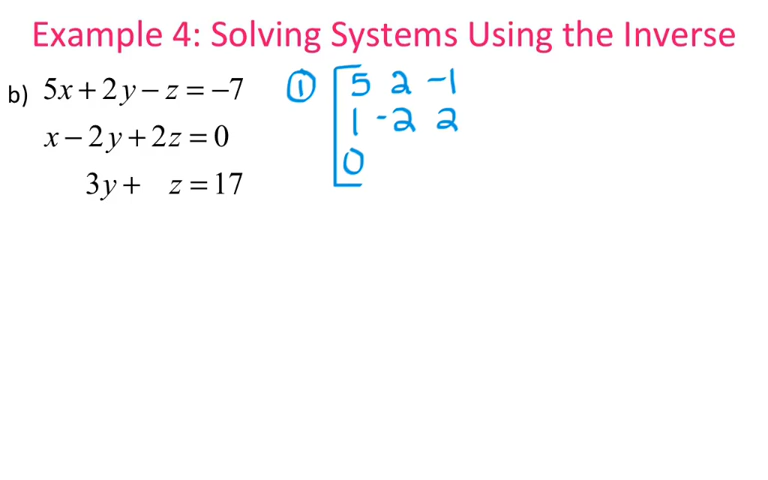 Example 4: Solving Systems Using the Inverse
b) 5x + 2y − z = −7
x − 2y + 2z = 0
3y + z = 17
① [5 2 −1
1 -2 2
0